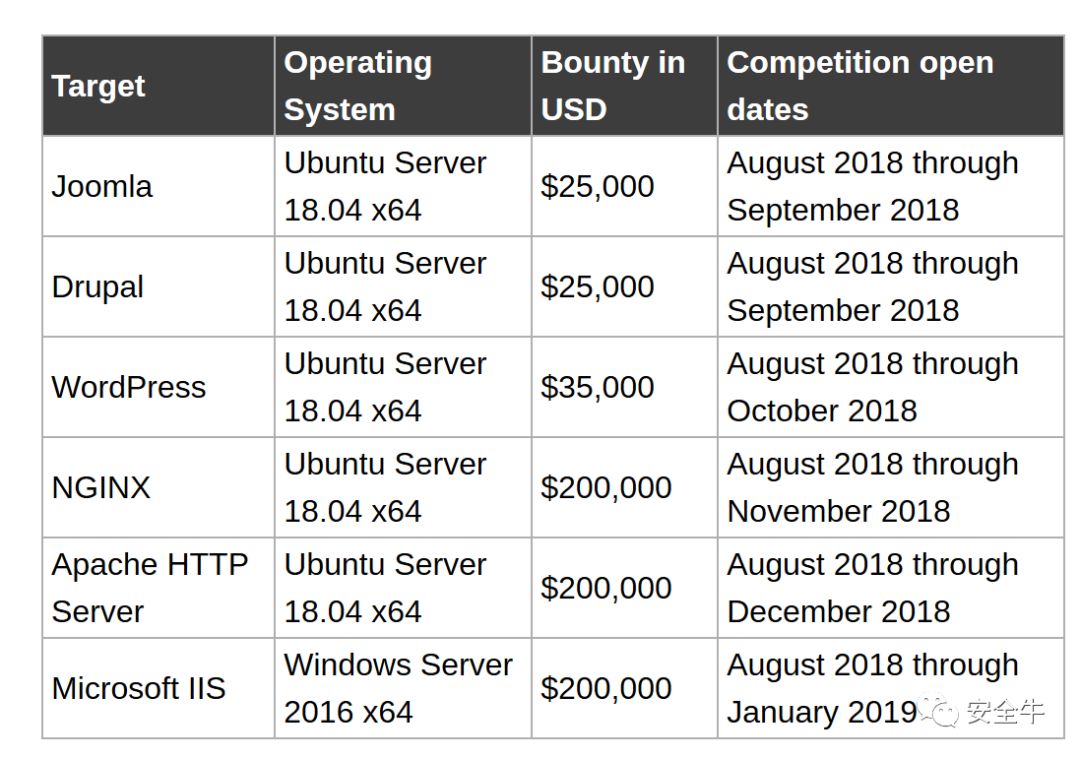 Target
Operating
System
Bounty in
USD
Competition open
dates
Joomla
Ubuntu Server
18.04 x64
$25,000
August 2018 through
September 2018
Drupal
Ubuntu Server
18.04 x64
$25,000
August 2018 through
September 2018
WordPress
Ubuntu Server
18.04 x64
$35,000
August 2018 through
October 2018
NGINX
Ubuntu Server
18.04 x64
$200,000
August 2018 through
November 2018
Apache HTTP
Server
Ubuntu Server
18.04 x64
$200,000
August 2018 through
December 2018
Microsoft IIS
Windows Server
2016 x64
$200,000
August 2018 through
January 2019
安全牛